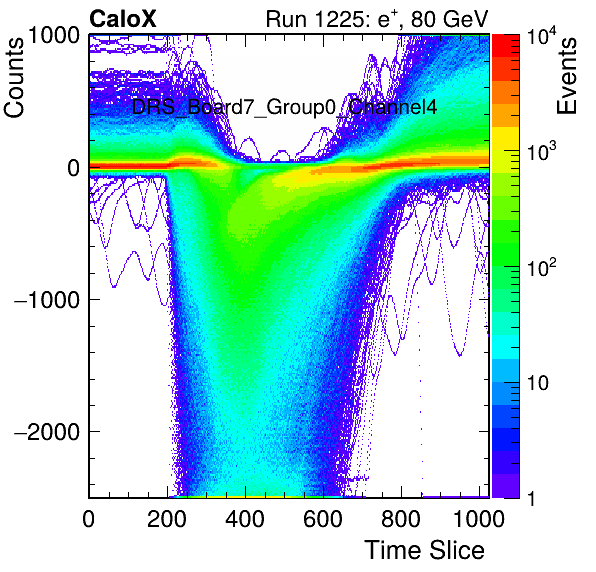 CaloX Run 1225: e⁺, 80 GeV
DRS_Board7_Group0_Channel4
Counts
1000
0
−1000
−2000
0 200 400 600 800 1000
Time Slice
Events
10⁴
10³
10²
10
1